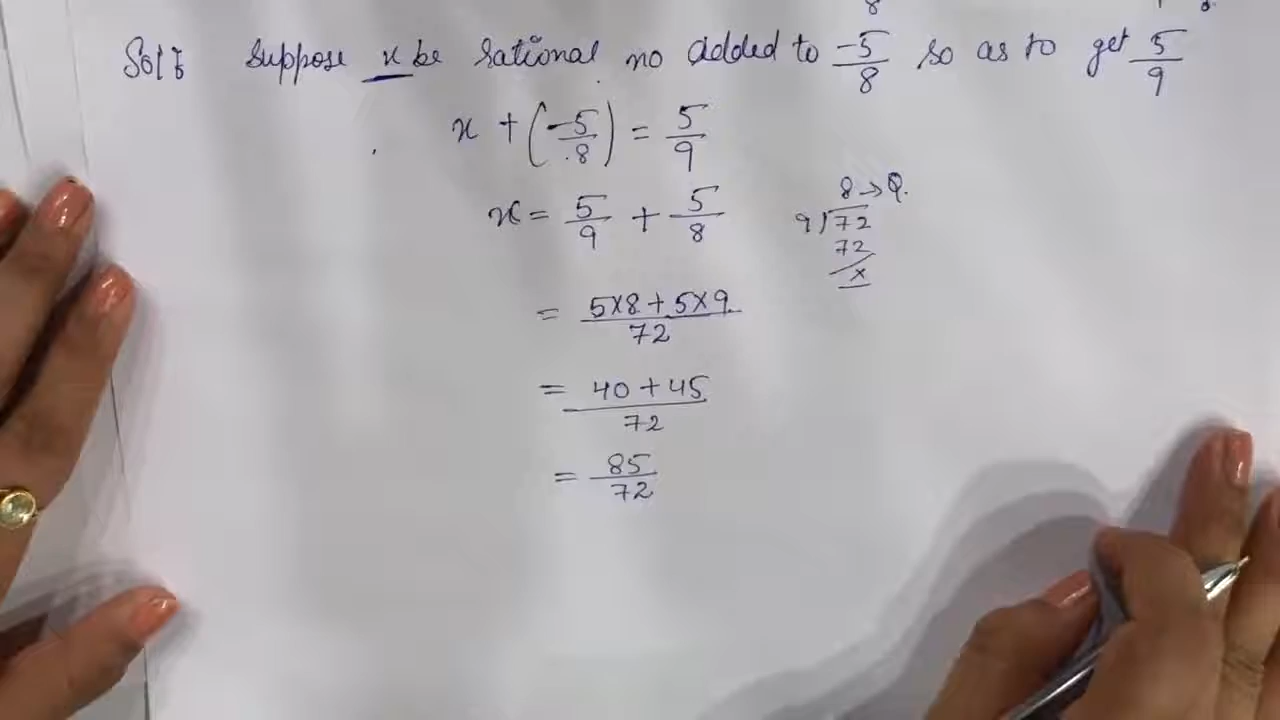 Sol:- Suppose x be rational no added to -5/8 so as to get 5/9
x + (-5/8) = 5/9
x = 5/9 + 5/8
= 5×8 + 5×9 / 72
= 40 + 45 / 72
= 85/72
8 → Q.
9 ) 72
72
x